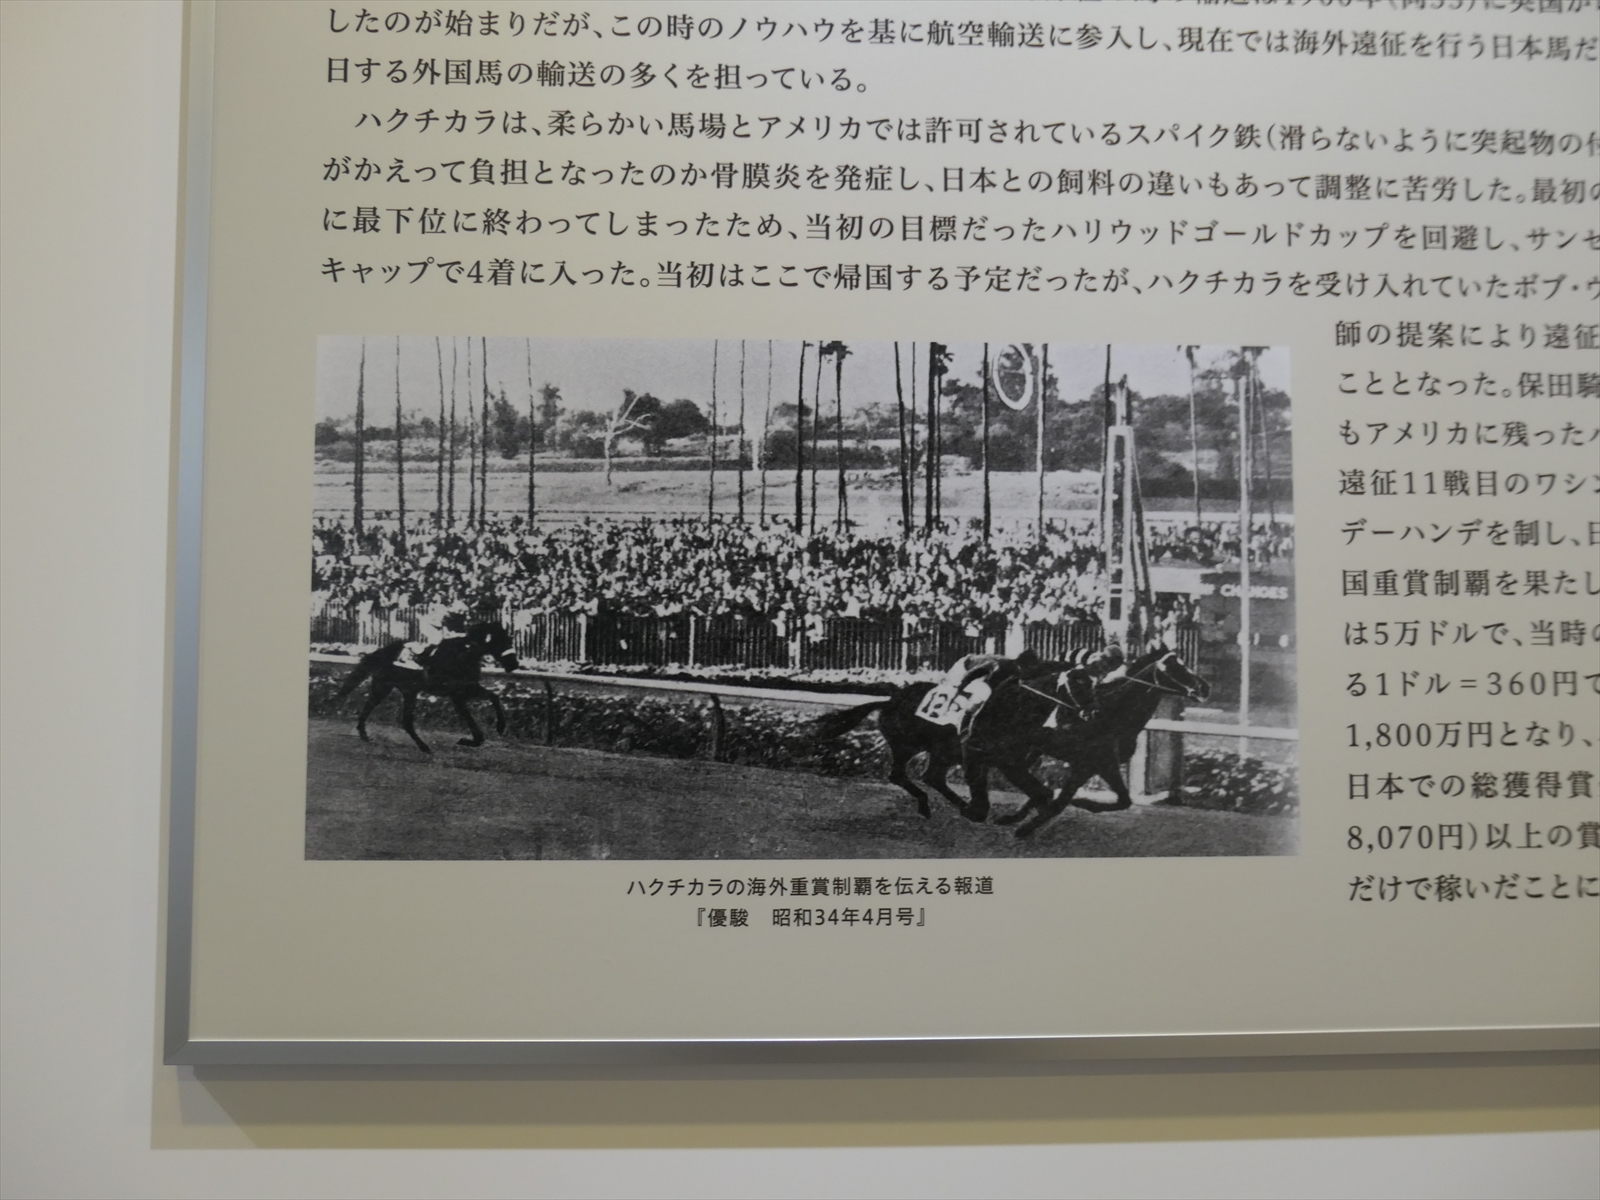 したのが始まりだが、この時のノウハウを基に航空輸送に参入し、現在では海外遠征を行う日本馬だ
日する外国馬の輸送の多くを担っている。
ハクチカラは、柔らかい馬場とアメリカでは許可されているスパイク鉄(滑らないように突起物の付
がかえって負担となったのか骨膜炎を発症し、日本との飼料の違いもあって調整に苦労した。最初の
に最下位に終わってしまったため、当初の目標だったハリウッドゴールドカップを回避し、サンセ
キャップで4着に入った。当初はここで帰国する予定だったが、ハクチカラを受け入れていたボブ・ウ
師の提案により遠征
こととなった。保田騎
もアメリカに残ったハ
遠征11戦目のワシン
デーハンデを制し、日
国重賞制覇を果たし
は5万ドルで、当時の
る1ドル=360円で
1,800万円となり、
日本での総獲得賞
8,070円)以上の賞
だけで稼いだことに
CHANGES
ハクチカラの海外重賞制覇を伝える報道
『優駿　昭和34年4月号』